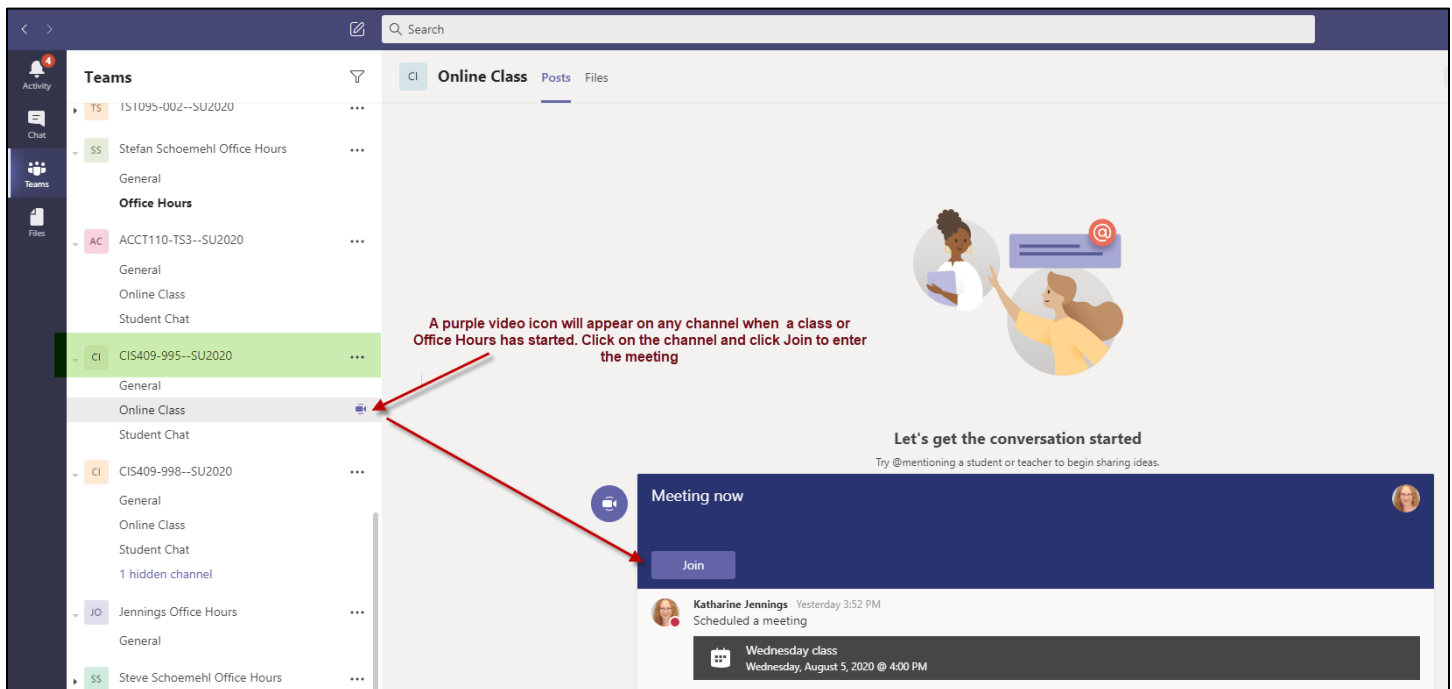 Search
4
Activity
Chat
Teams
Files
Teams
TS TST095-002--SU2020
SS Stefan Schoemehl Office Hours
General
Office Hours
AC ACCT110-TS3--SU2020
General
Online Class
Student Chat
CI CIS409-995--SU2020
General
Online Class
Student Chat
CI CIS409-998--SU2020
General
Online Class
Student Chat
1 hidden channel
JO Jennings Office Hours
General
SS Steve Schoemehl Office Hours
CI Online Class Posts Files
A purple video icon will appear on any channel when a class or
Office Hours has started. Click on the channel and click Join to enter
the meeting
@
Let's get the conversation started
Try @mentioning a student or teacher to begin sharing ideas.
Meeting now
Join
Katharine Jennings Yesterday 3:52 PM
Scheduled a meeting
Wednesday class
Wednesday, August 5, 2020 @ 4:00 PM